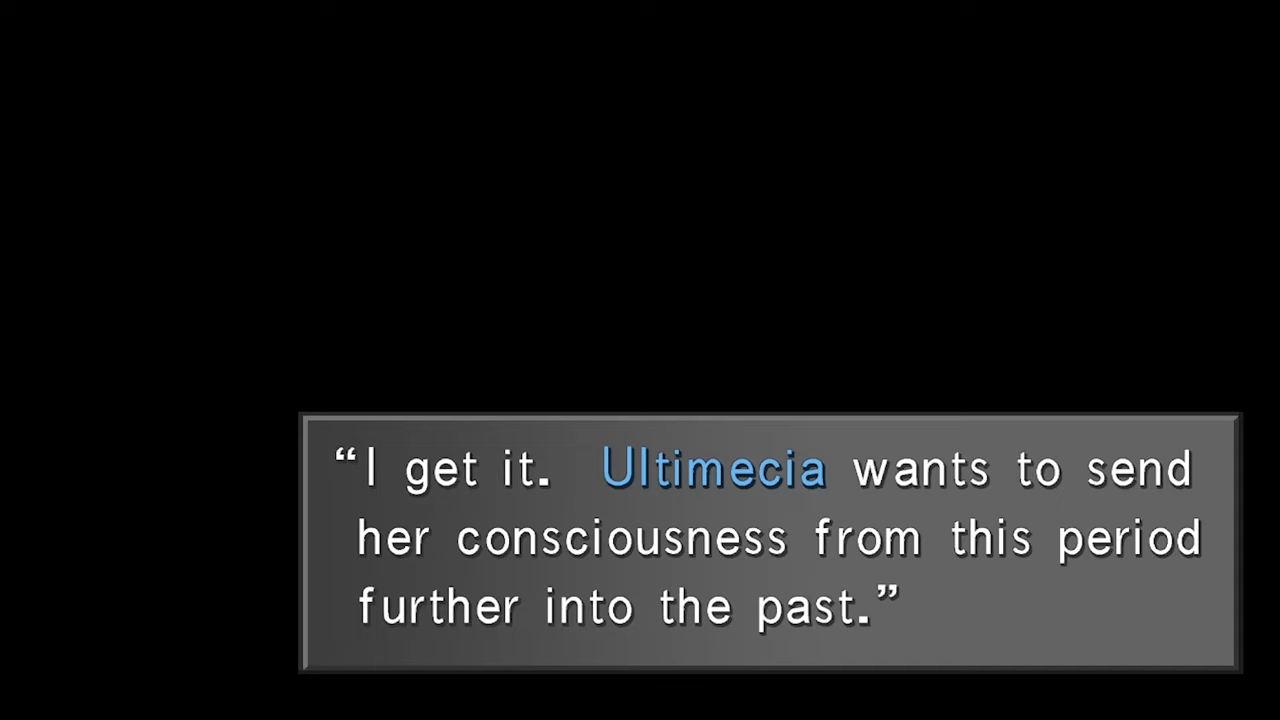 “I get it.  Ultimecia wants to send
her consciousness from this period
further into the past.”